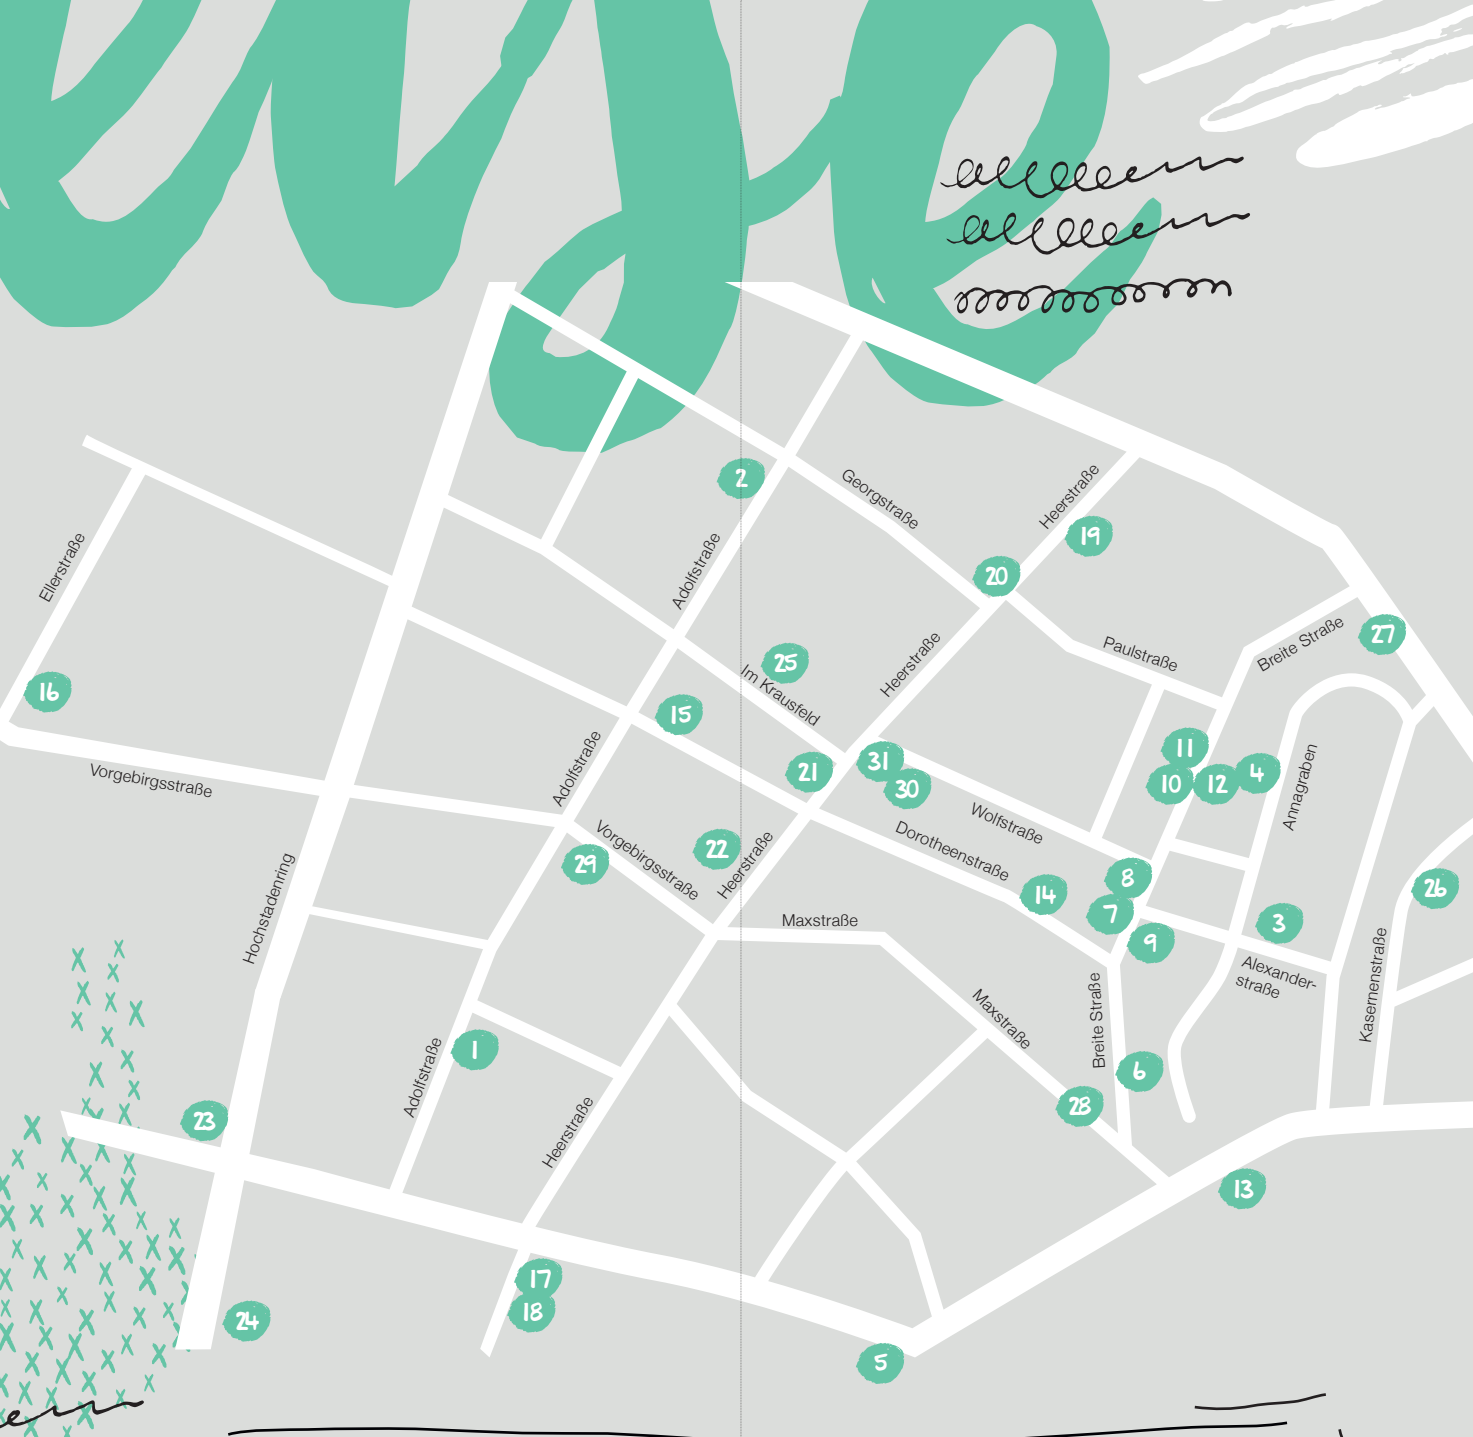 Georgstraße
Heerstraße
2
19
Adolfstraße
Ellerstraße
20
27
Breite Straße
Paulstraße
Heerstraße
25
Im Krausfeld
16
15
11
Vorgebirgsstraße
Adolfstraße
21
31
30
10
12
4
Annagraben
Wolfstraße
Dorotheenstraße
29
Vorgebirgsstraße
22
Heerstraße
14
8
7
9
3
26
Hochstadenring
Maxstraße
Alexander-
straße
Kasernenstraße
Maxstraße
Breite Straße
1
Adolfstraße
6
28
23
Heerstraße
13
17
18
24
5